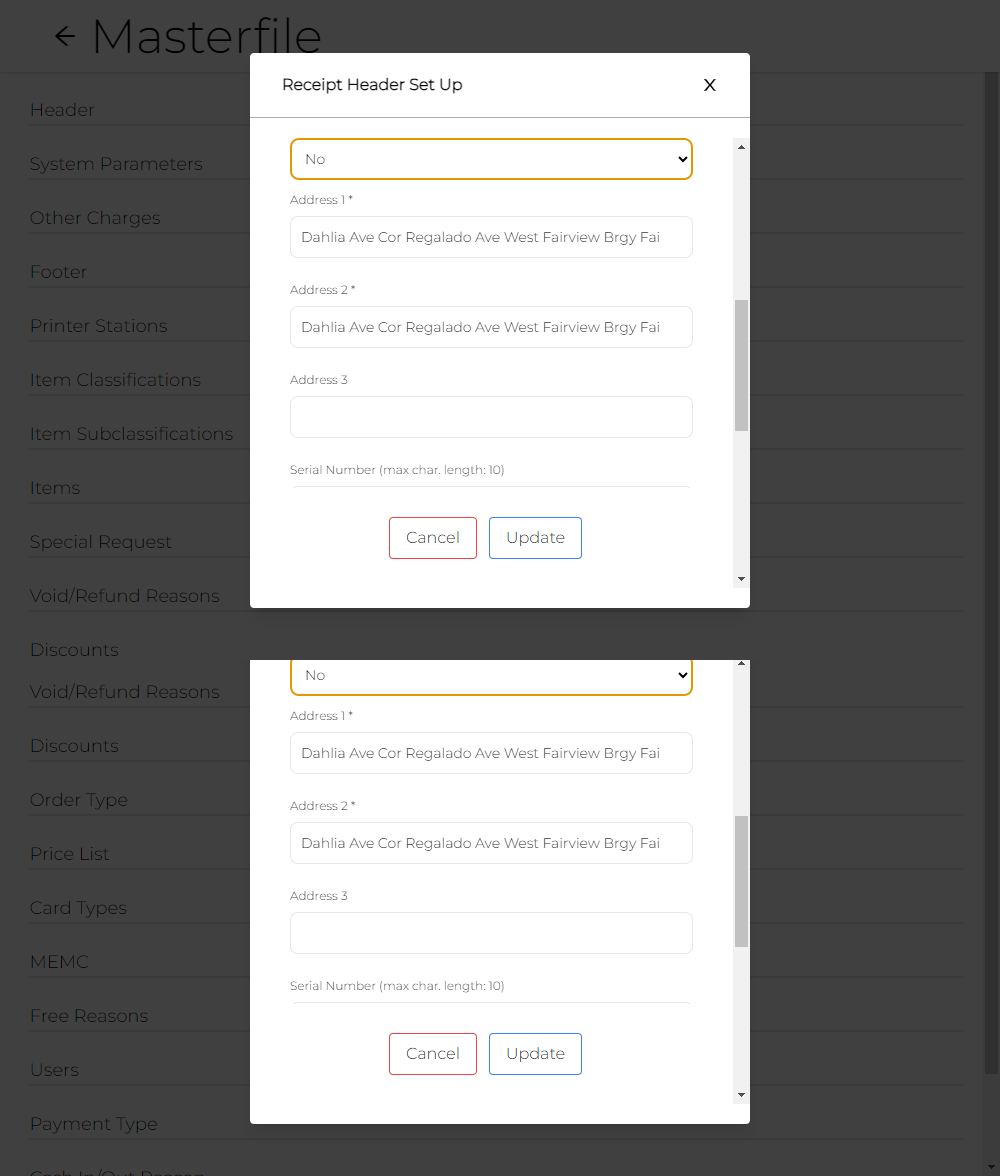 ← Masterfile
Receipt Header Set Up X
Header
System Parameters
Other Charges
Footer
Printer Stations
Item Classifications
Item Subclassifications
Items
Special Request
Void/Refund Reasons
Discounts
No
Address 1 *
Dahlia Ave Cor Regalado Ave West Fairview Brgy Fai
Address 2 *
Dahlia Ave Cor Regalado Ave West Fairview Brgy Fai
Address 3
Serial Number (max char. length: 10)
Cancel Update
Void/Refund Reasons
Discounts
Order Type
Price List
Card Types
MEMC
Free Reasons
Users
Payment Type
Cash In/Out Reason
No
Address 1 *
Dahlia Ave Cor Regalado Ave West Fairview Brgy Fai
Address 2 *
Dahlia Ave Cor Regalado Ave West Fairview Brgy Fai
Address 3
Serial Number (max char. length: 10)
Cancel Update